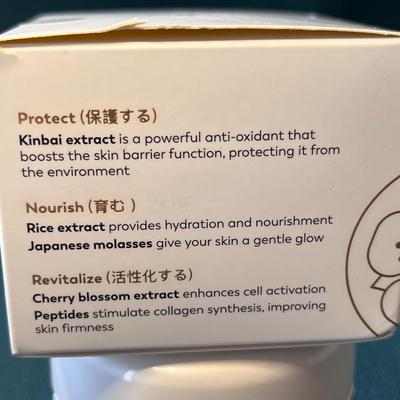 Protect (保護する)
Kinbai extract is a powerful anti-oxidant that
boosts the skin barrier function, protecting it from
the environment
Nourish (育む )
Rice extract provides hydration and nourishment
Japanese molasses give your skin a gentle glow
Revitalize (活性化する)
Cherry blossom extract enhances cell activation
Peptides stimulate collagen synthesis, improving
skin firmness